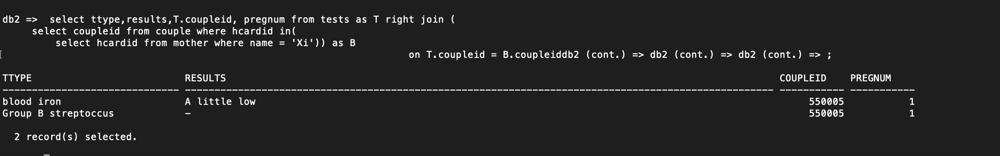 db2 =>  select ttype,results,T.coupleid, pregnum from tests as T right join (
select coupleid from couple where hcardid in(
select hcardid from mother where name = 'Xi')) as B
on T.coupleid = B.coupleiddb2 (cont.) => db2 (cont.) => db2 (cont.) => ;
TTYPE RESULTS COUPLEID PREGNUM
------------------------------ ---------------------------------------------------------------------------------------------------- ----------- -----------
blood iron A little low 550005 1
Group B streptoccus - 550005 1
2 record(s) selected.